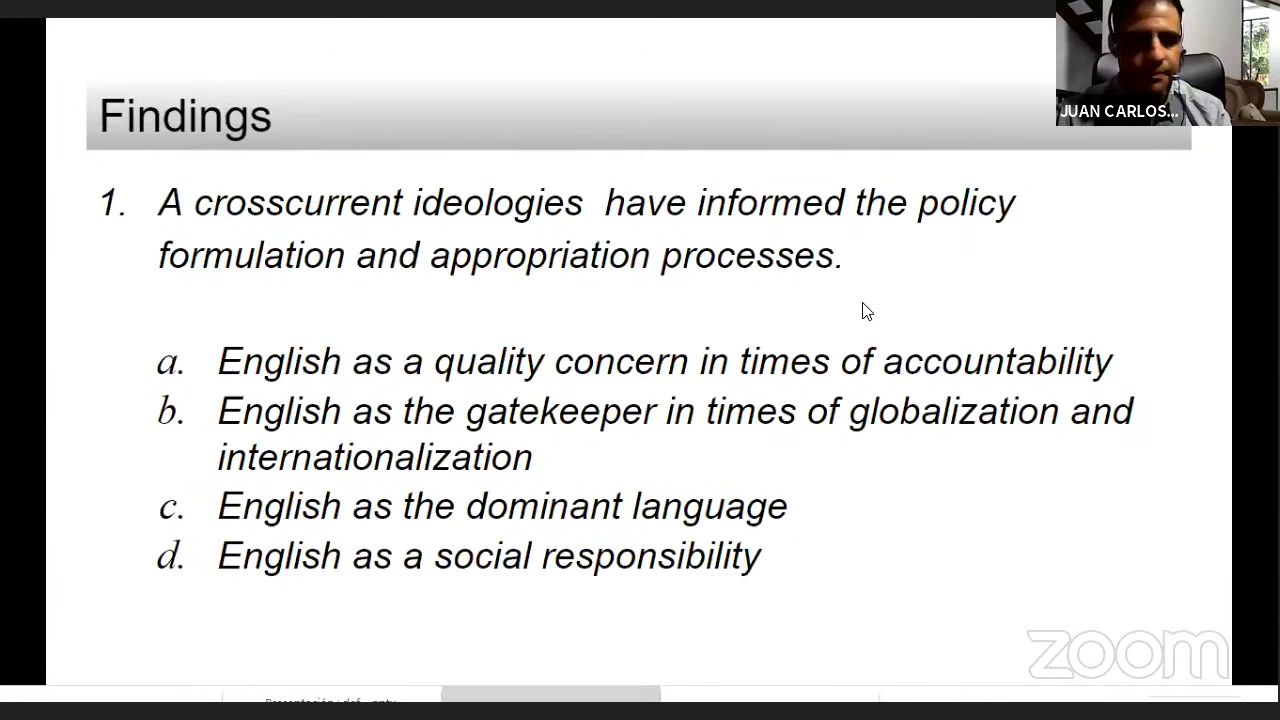 JUAN CARLOS...
Findings
1. A crosscurrent ideologies have informed the policy
formulation and appropriation processes.
a. English as a quality concern in times of accountability
b. English as the gatekeeper in times of globalization and
internationalization
c. English as the dominant language
d. English as a social responsibility
zoom